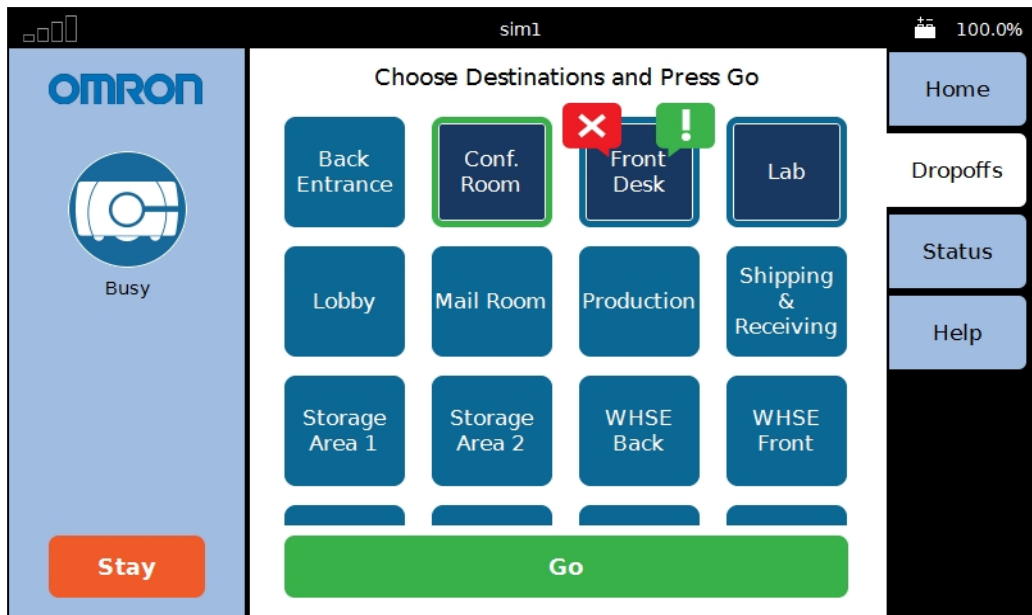 sim1
100.0%
OMRON
Busy
Stay
Choose Destinations and Press Go
Back
Entrance
Conf.
Room
Front
Desk
Lab
Lobby
Mail Room
Production
Shipping
&
Receiving
Storage
Area 1
Storage
Area 2
WHSE
Back
WHSE
Front
Go
Home
Dropoffs
Status
Help